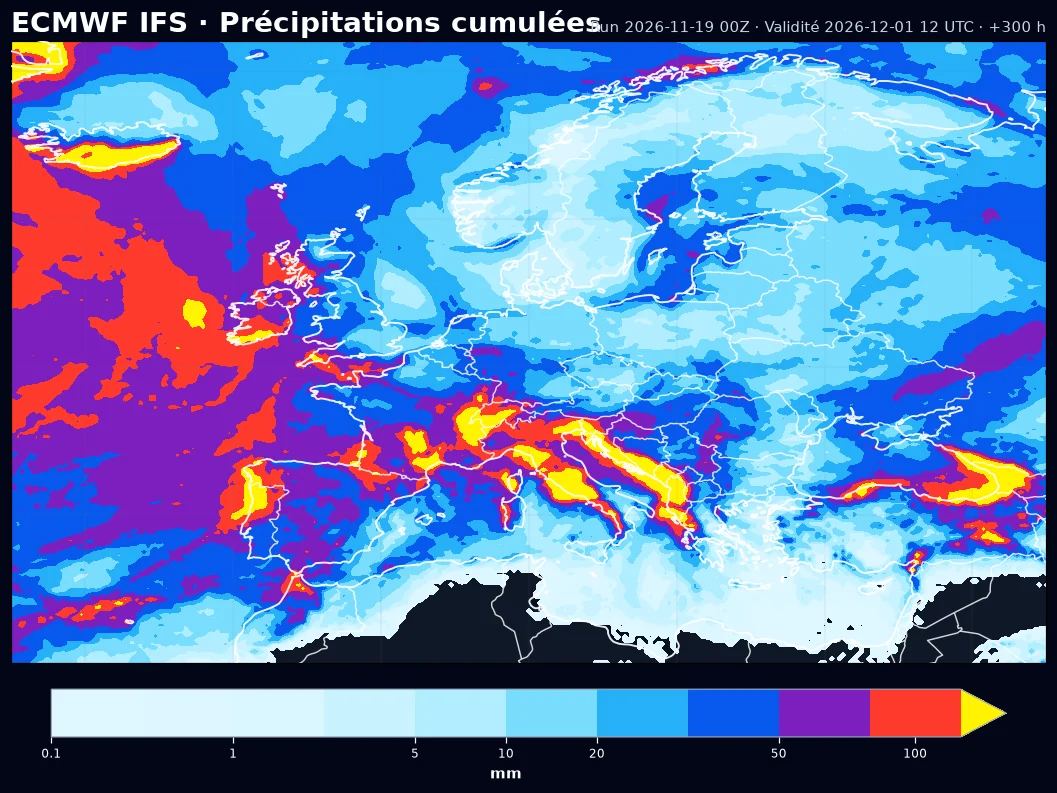 ECMWF IFS · Précipitations cumulées
Run 2026-11-19 00Z · Validité 2026-12-01 12 UTC · +300 h
0.1 1 5 10 20 50 100
mm